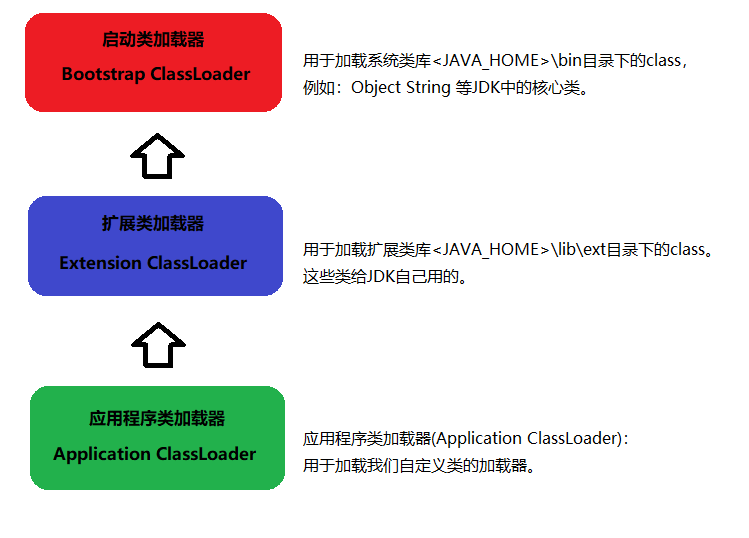 启动类加载器
Bootstrap ClassLoader
用于加载系统类库<JAVA_HOME>\bin目录下的class，
例如：Object String 等JDK中的核心类。
扩展类加载器
Extension ClassLoader
用于加载扩展类库<JAVA_HOME>\lib\ext目录下的class。
这些类给JDK自己用的。
应用程序类加载器
Application ClassLoader
应用程序类加载器(Application ClassLoader)：
用于加载我们自定义类的加载器。